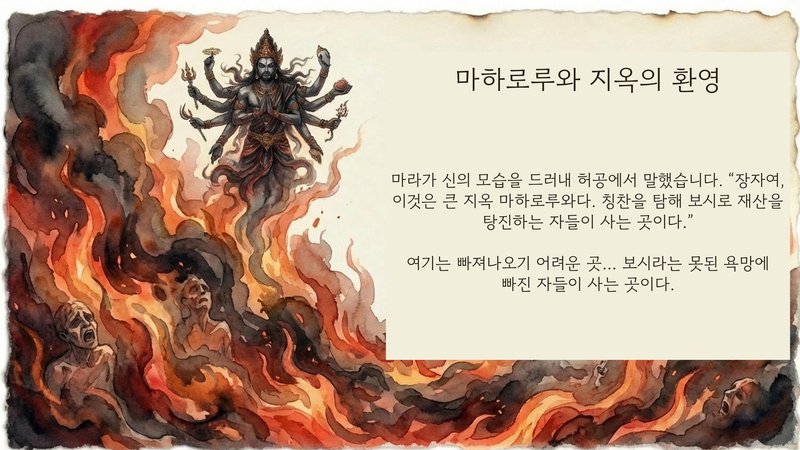 마하로루와 지옥의 환영
마라가 신의 모습을 드러내 허공에서 말했습니다. “장자여,
이것은 큰 지옥 마하로루와다. 칭찬을 탐해 보시로 재산을
탕진하는 자들이 사는 곳이다.”
여기는 빠져나오기 어려운 곳... 보시라는 못된 욕망에
빠진 자들이 사는 곳이다.